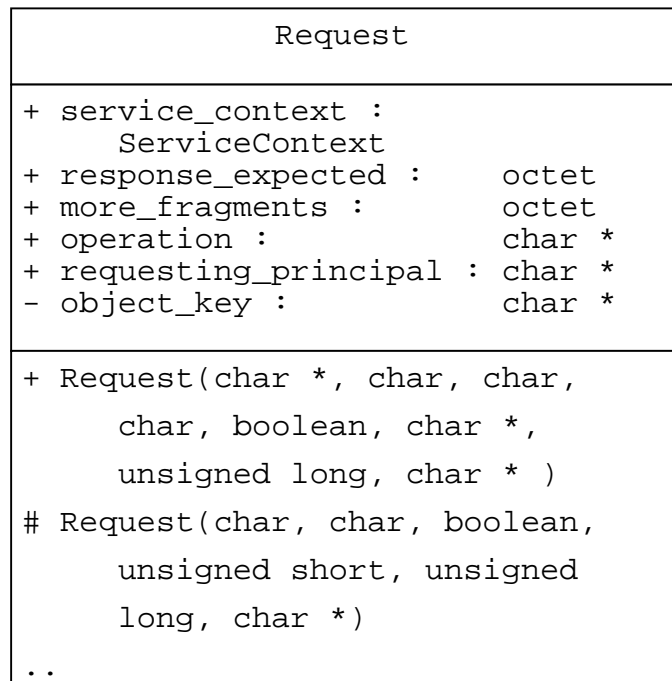 Request
+ service_context :
ServiceContext
+ response_expected : octet
+ more_fragments : octet
+ operation : char *
+ requesting_principal : char *
- object_key : char *
+ Request(char *, char, char,
char, boolean, char *,
unsigned long, char * )
# Request(char, char, boolean,
unsigned short, unsigned
long, char *)
..